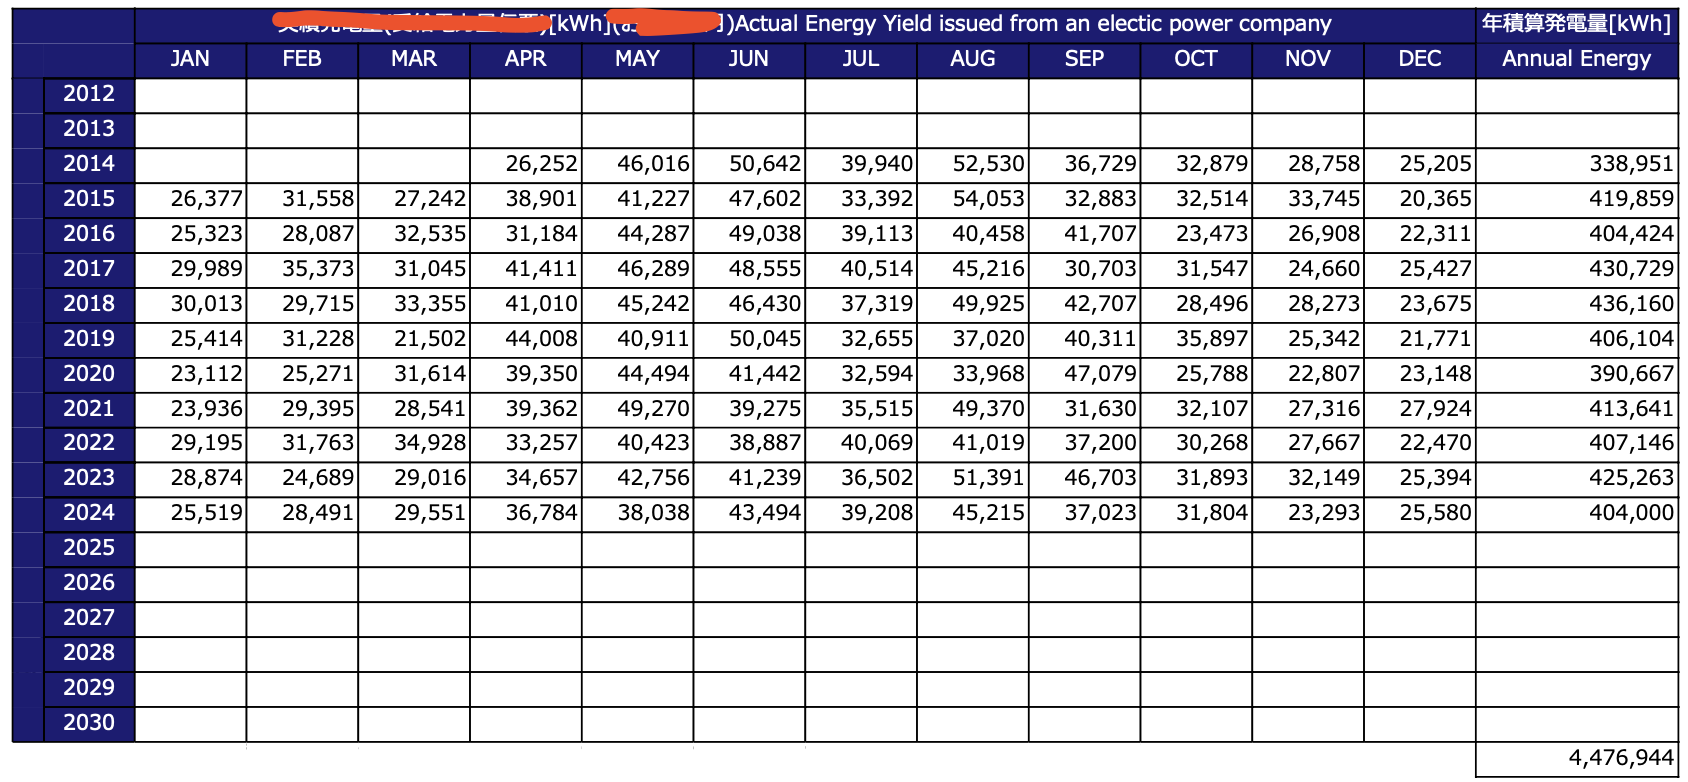 [kWh]( )Actual Energy Yield issued from an electic power company 年積算発電量[kWh]
JAN FEB MAR APR MAY JUN JUL AUG SEP OCT NOV DEC Annual Energy
2012
2013
2014 26,252 46,016 50,642 39,940 52,530 36,729 32,879 28,758 25,205 338,951
2015 26,377 31,558 27,242 38,901 41,227 47,602 33,392 54,053 32,883 32,514 33,745 20,365 419,859
2016 25,323 28,087 32,535 31,184 44,287 49,038 39,113 40,458 41,707 23,473 26,908 22,311 404,424
2017 29,989 35,373 31,045 41,411 46,289 48,555 40,514 45,216 30,703 31,547 24,660 25,427 430,729
2018 30,013 29,715 33,355 41,010 45,242 46,430 37,319 49,925 42,707 28,496 28,273 23,675 436,160
2019 25,414 31,228 21,502 44,008 40,911 50,045 32,655 37,020 40,311 35,897 25,342 21,771 406,104
2020 23,112 25,271 31,614 39,350 44,494 41,442 32,594 33,968 47,079 25,788 22,807 23,148 390,667
2021 23,936 29,395 28,541 39,362 49,270 39,275 35,515 49,370 31,630 32,107 27,316 27,924 413,641
2022 29,195 31,763 34,928 33,257 40,423 38,887 40,069 41,019 37,200 30,268 27,667 22,470 407,146
2023 28,874 24,689 29,016 34,657 42,756 41,239 36,502 51,391 46,703 31,893 32,149 25,394 425,263
2024 25,519 28,491 29,551 36,784 38,038 43,494 39,208 45,215 37,023 31,804 23,293 25,580 404,000
2025
2026
2027
2028
2029
2030
4,476,944